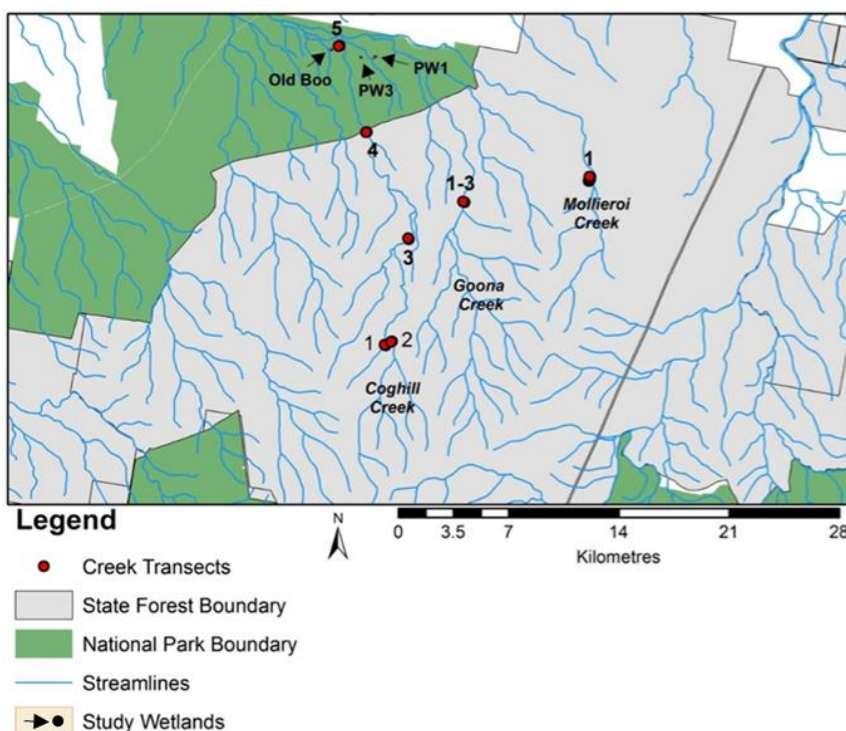 5
Old Boo
PW1
PW3
4
1-3
1
Mollieroi
Creek
3
Goona
Creek
1
2
Coghill
Creek
Legend
N
0 3.5 7 14 21 28
Kilometres
Creek Transects
State Forest Boundary
National Park Boundary
Streamlines
Study Wetlands